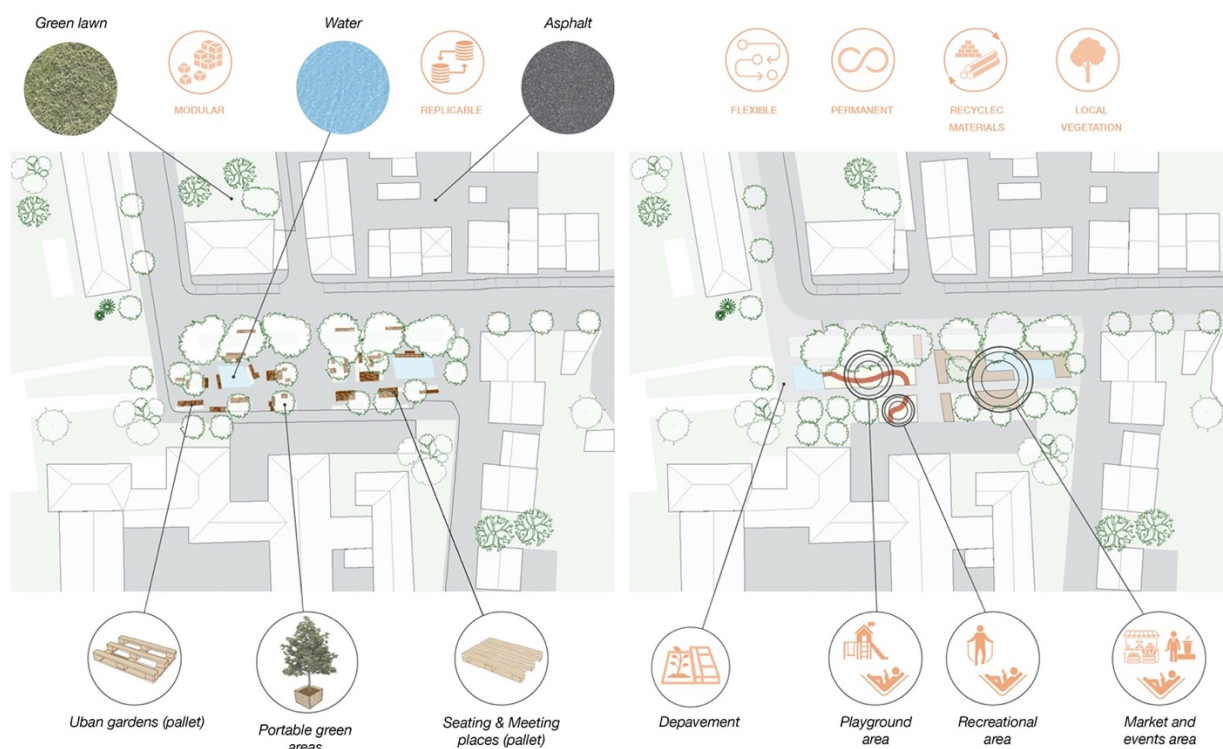 Green lawn
Water
Asphalt
MODULAR
REPLICABLE
FLEXIBLE
PERMANENT
RECYCLEC
MATERIALS
LOCAL
VEGETATION
Uban gardens (pallet)
Portable green
areas
Seating & Meeting
places (pallet)
Depavement
Playground
area
Recreational
area
Market and
events area